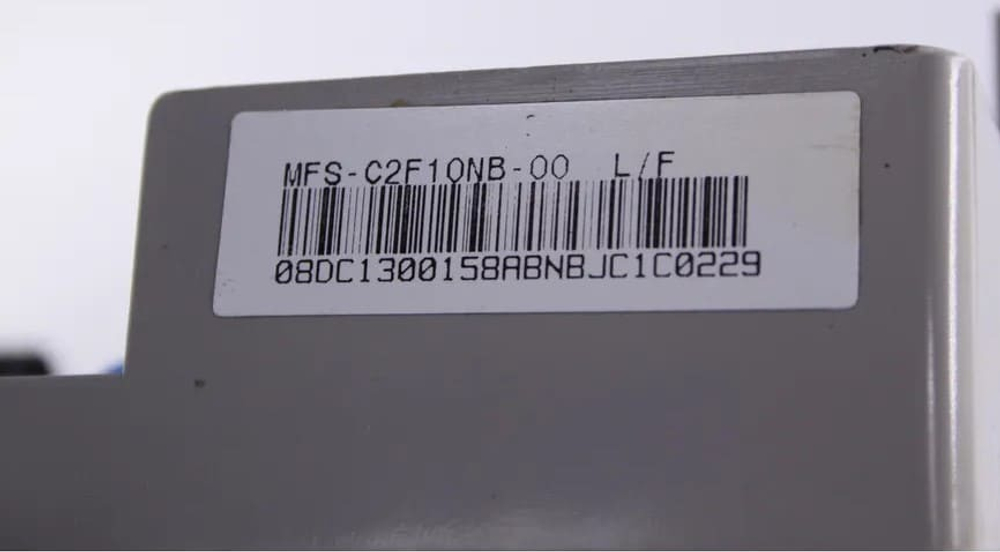 MFS-C2F10NB-00 L/F
08DC1300158ABNBJC1C0229